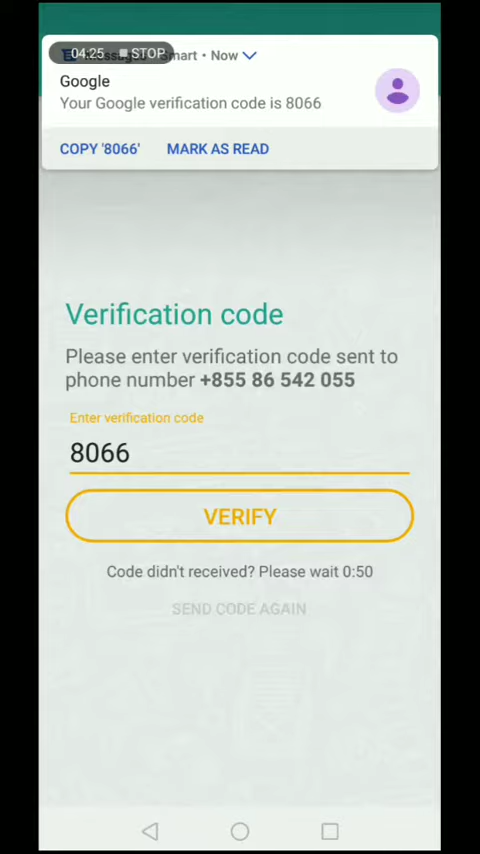 04:25 STOP Smart • Now
Google
Your Google verification code is 8066
COPY '8066' MARK AS READ
Verification code
Please enter verification code sent to
phone number +855 86 542 055
Enter verification code
8066
VERIFY
Code didn't received? Please wait 0:50
SEND CODE AGAIN